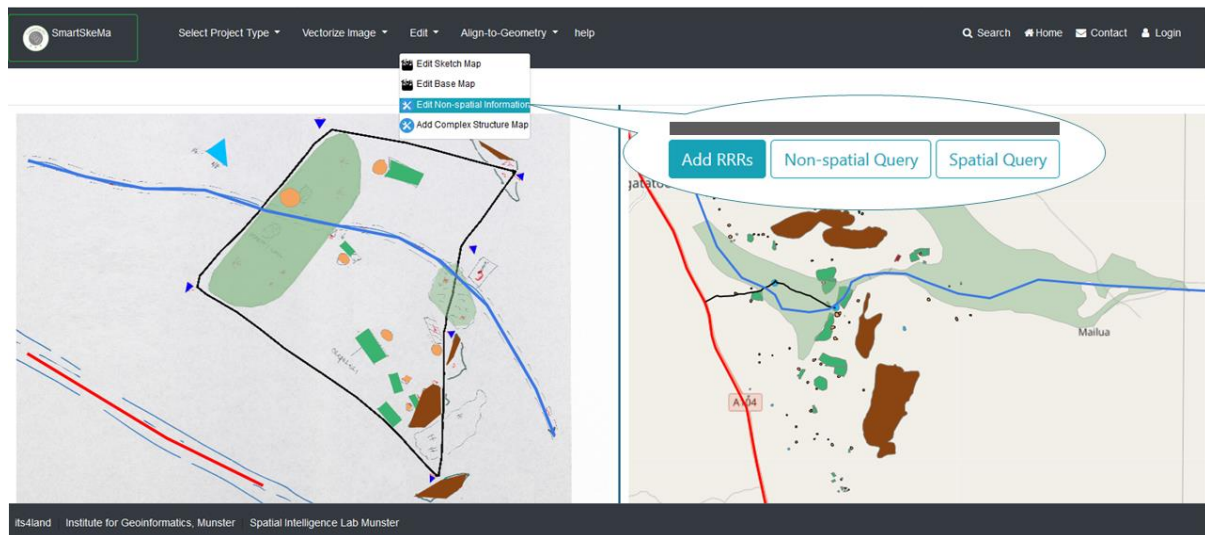 SmartSkeMa Select Project Type Vectorize Image Edit Align-to-Geometry help Search Home Contact Login
Edit Sketch Map
Edit Base Map
Edit Non-spatial Information
Add Complex Structure Map
Add RRRs Non-spatial Query Spatial Query
Mailua
A104
its4land Institute for Geoinformatics, Munster Spatial Intelligence Lab Munster